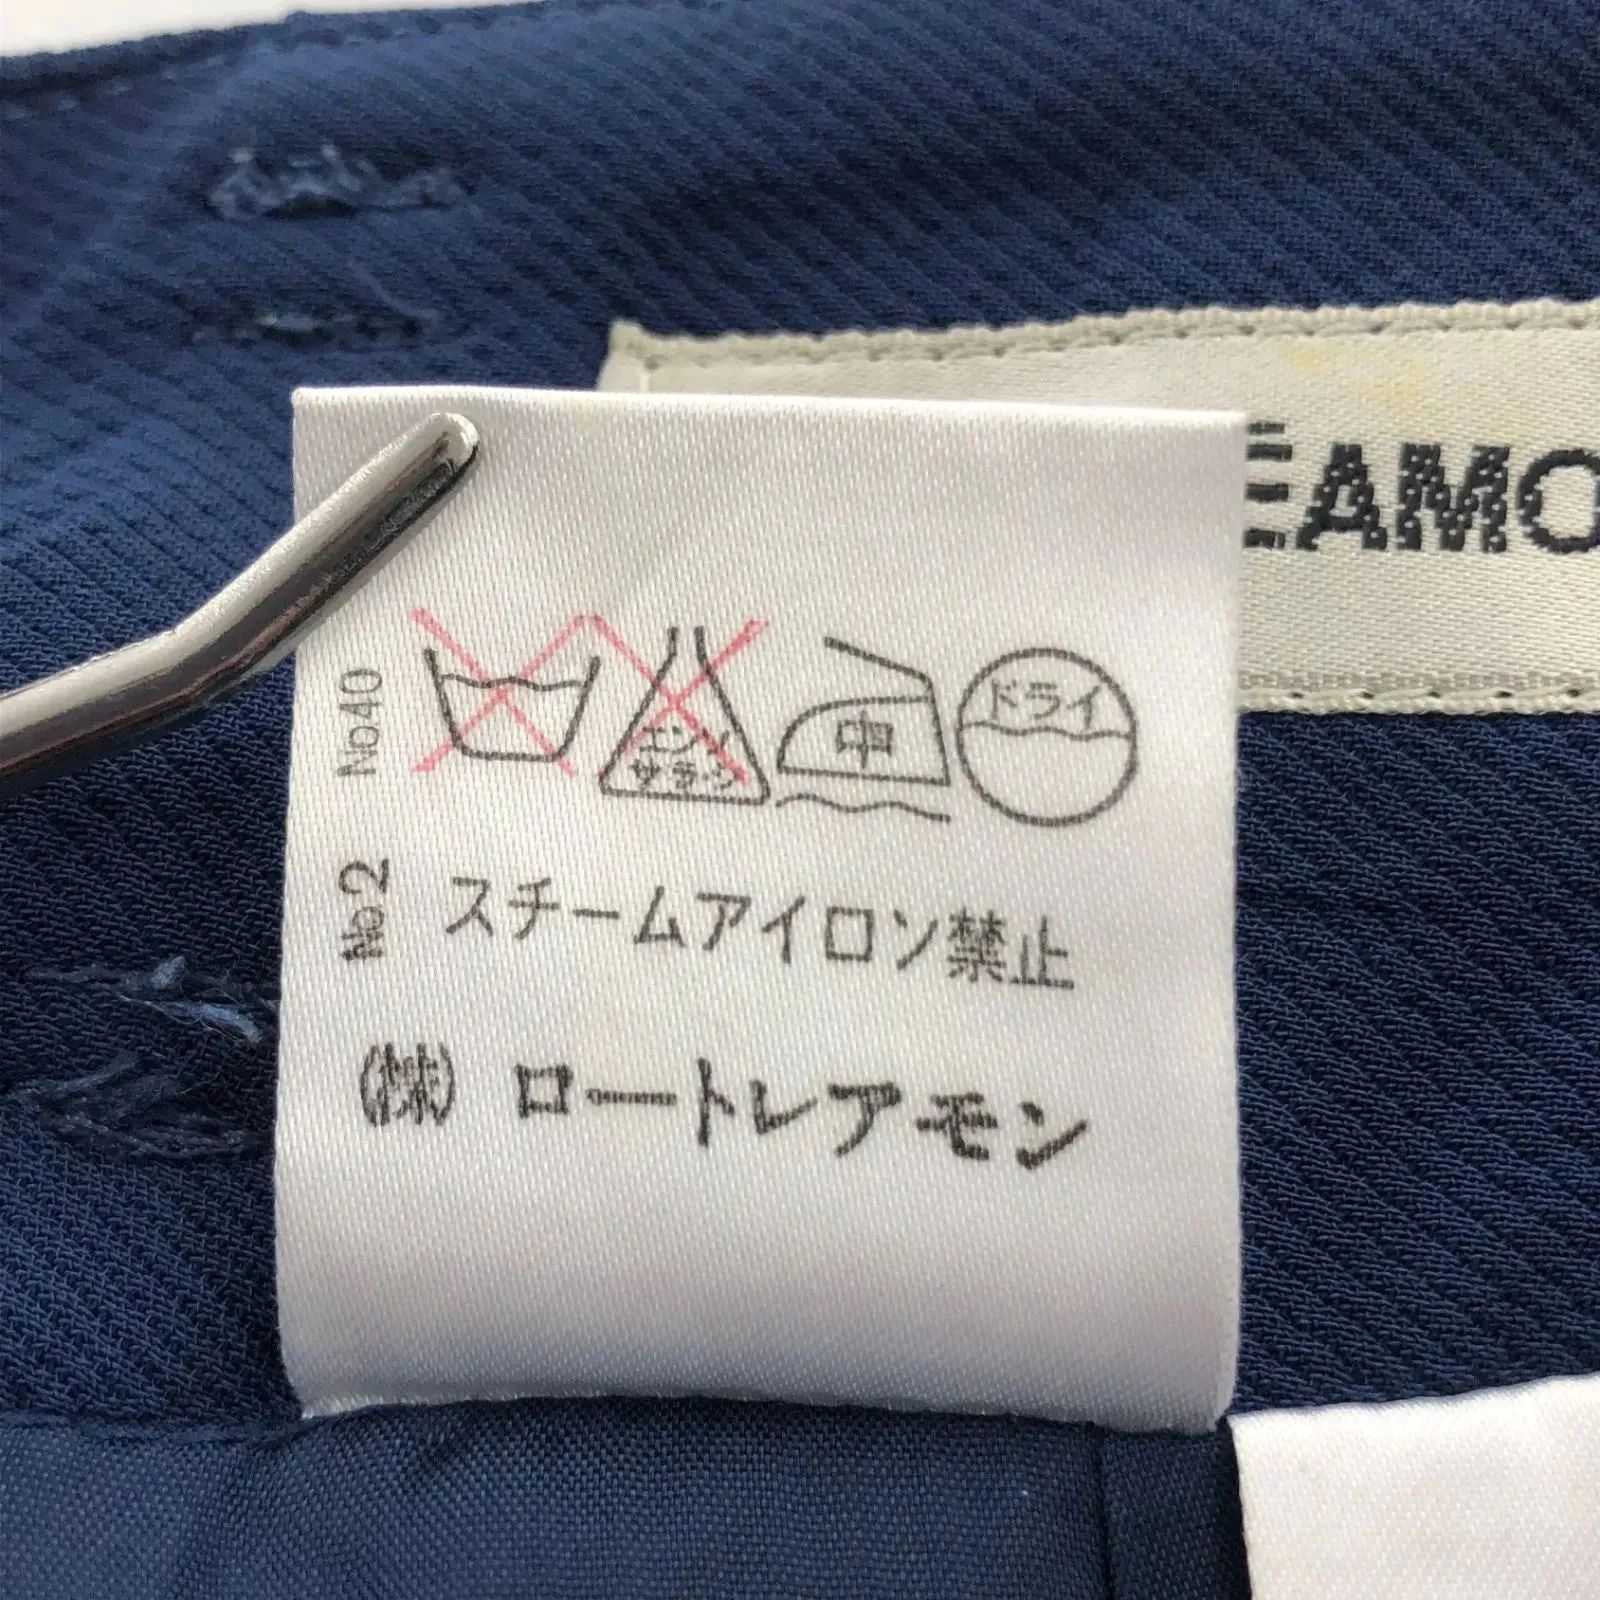 ËAMO
No40
エンソ
サラシ
中
ドライ
No2
スチームアイロン禁止
(株) ロートレアモン